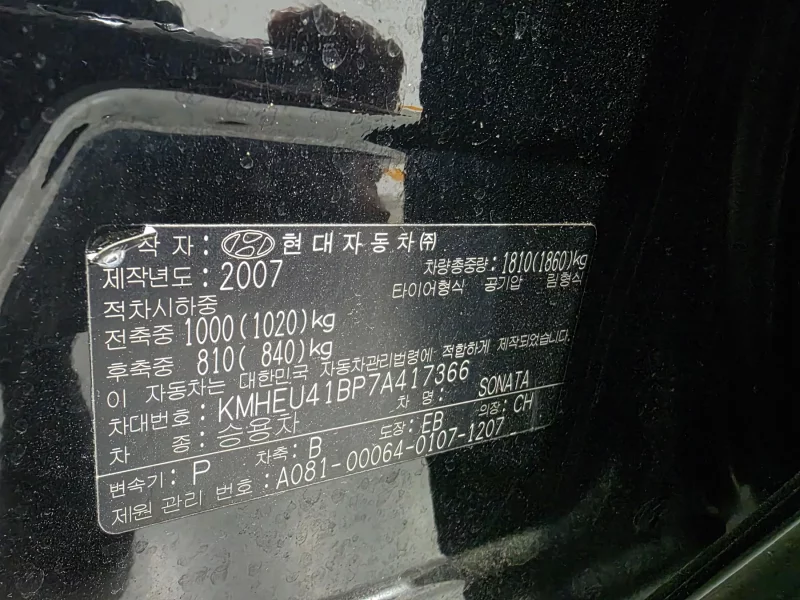 작 자 : 현대자동차㈜
제작년도 : 2007 차량총중량 : 1810(1860)kg
적차시하중 타이어형식 공기압 림형식
전축중 1000(1020)kg
후축중 810( 840)kg
이 자동차는 대한민국 자동차관리법령에 적합하게 제작되었습니다.
차대번호 : KMHEU41BP7A417366
차 종 : 승용차 차 명 : SONATA
변속기 : P 차축 : B 도장 : EB 의장 : CH
제원 관리 번호 : A081-00064-0107-1207